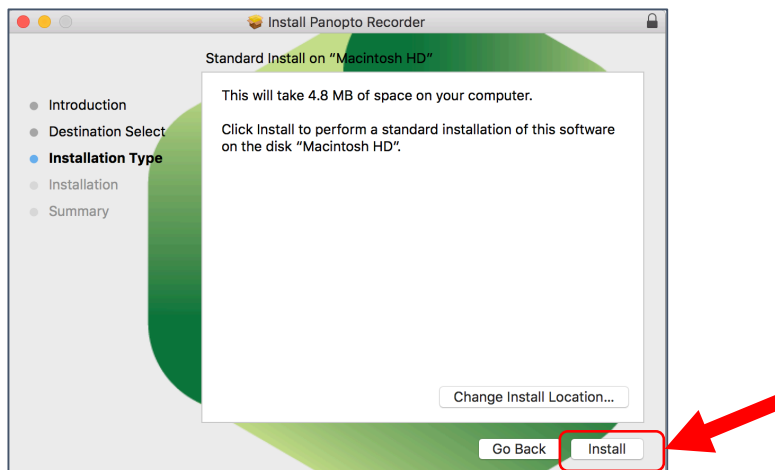 Install Panopto Recorder
Standard Install on “Macintosh HD”
Introduction
Destination Select
Installation Type
Installation
Summary
This will take 4.8 MB of space on your computer.
Click Install to perform a standard installation of this software
on the disk “Macintosh HD”.
Change Install Location...
Go Back
Install